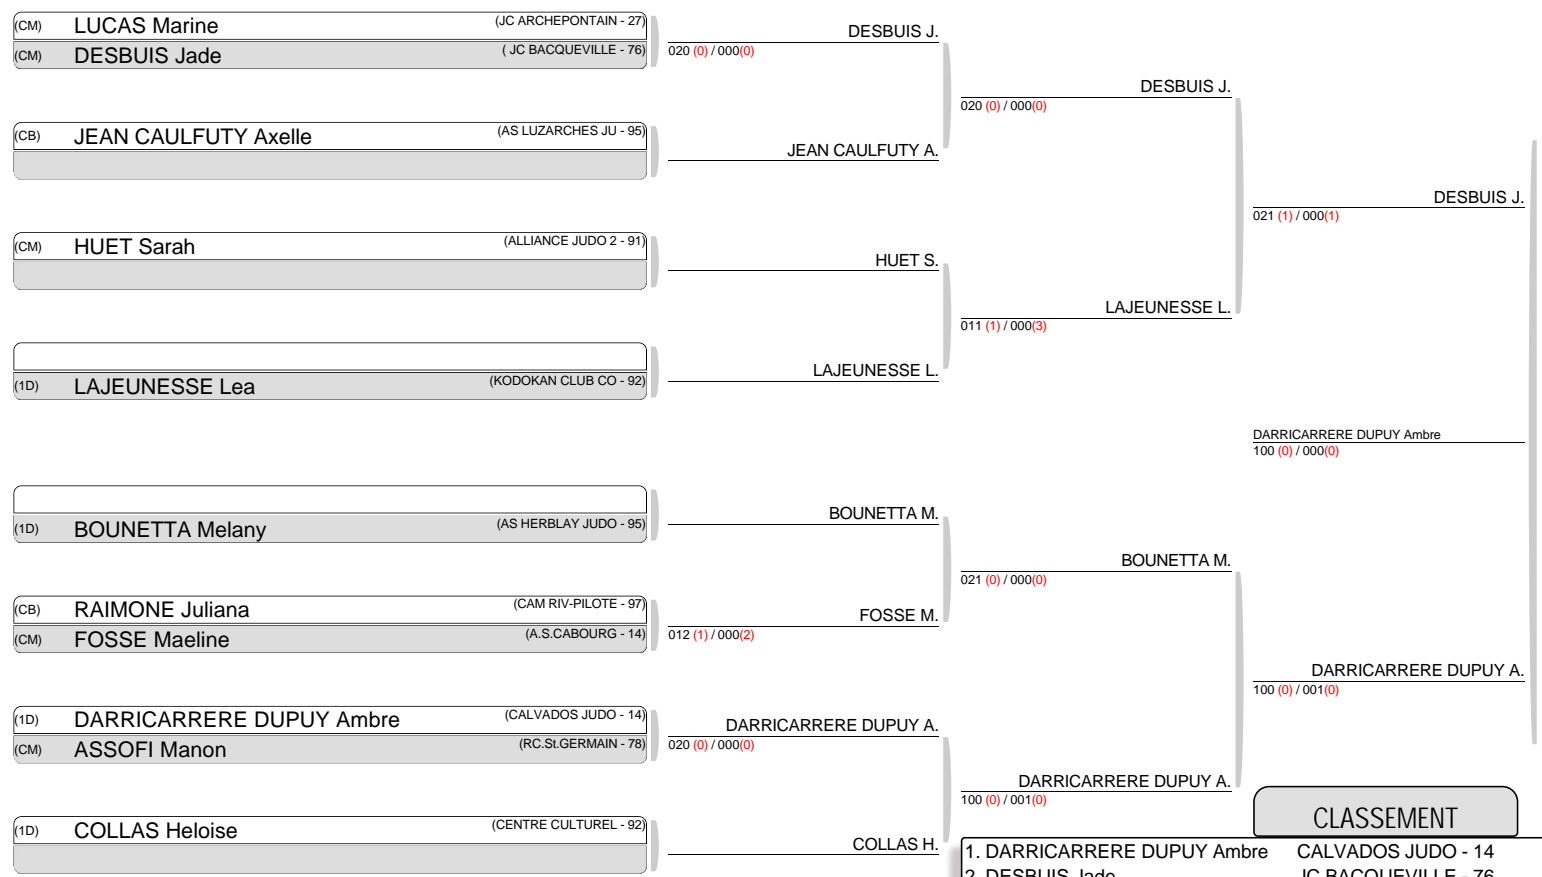 (CM) LUCAS Marine (JC ARCHEPONTAIN - 27)
(CM) DESBUIS Jade ( JC BACQUEVILLE - 76)
DESBUIS J.
020 (0) / 000(0)
(CB) JEAN CAULFUTY Axelle (AS LUZARCHES JU - 95)
JEAN CAULFUTY A.
DESBUIS J.
020 (0) / 000(0)
(CM) HUET Sarah (ALLIANCE JUDO 2 - 91)
HUET S.
(1D) LAJEUNESSE Lea (KODOKAN CLUB CO - 92)
LAJEUNESSE L.
LAJEUNESSE L.
011 (1) / 000(3)
DESBUIS J.
021 (1) / 000(1)
DARRICARRERE DUPUY Ambre
100 (0) / 000(0)
(1D) BOUNETTA Melany (AS HERBLAY JUDO - 95)
BOUNETTA M.
(CB) RAIMONE Juliana (CAM RIV-PILOTE - 97)
(CM) FOSSE Maeline (A.S.CABOURG - 14)
FOSSE M.
012 (1) / 000(2)
BOUNETTA M.
021 (0) / 000(0)
(1D) DARRICARRERE DUPUY Ambre (CALVADOS JUDO - 14)
(CM) ASSOFI Manon (RC.St.GERMAIN - 78)
DARRICARRERE DUPUY A.
020 (0) / 000(0)
(1D) COLLAS Heloise (CENTRE CULTUREL - 92)
COLLAS H.
DARRICARRERE DUPUY A.
100 (0) / 001(0)
DARRICARRERE DUPUY A.
100 (0) / 001(0)
CLASSEMENT
1. DARRICARRERE DUPUY Ambre CALVADOS JUDO - 14
2. DESBUIS Jade JC BACQUEVILLE - 76